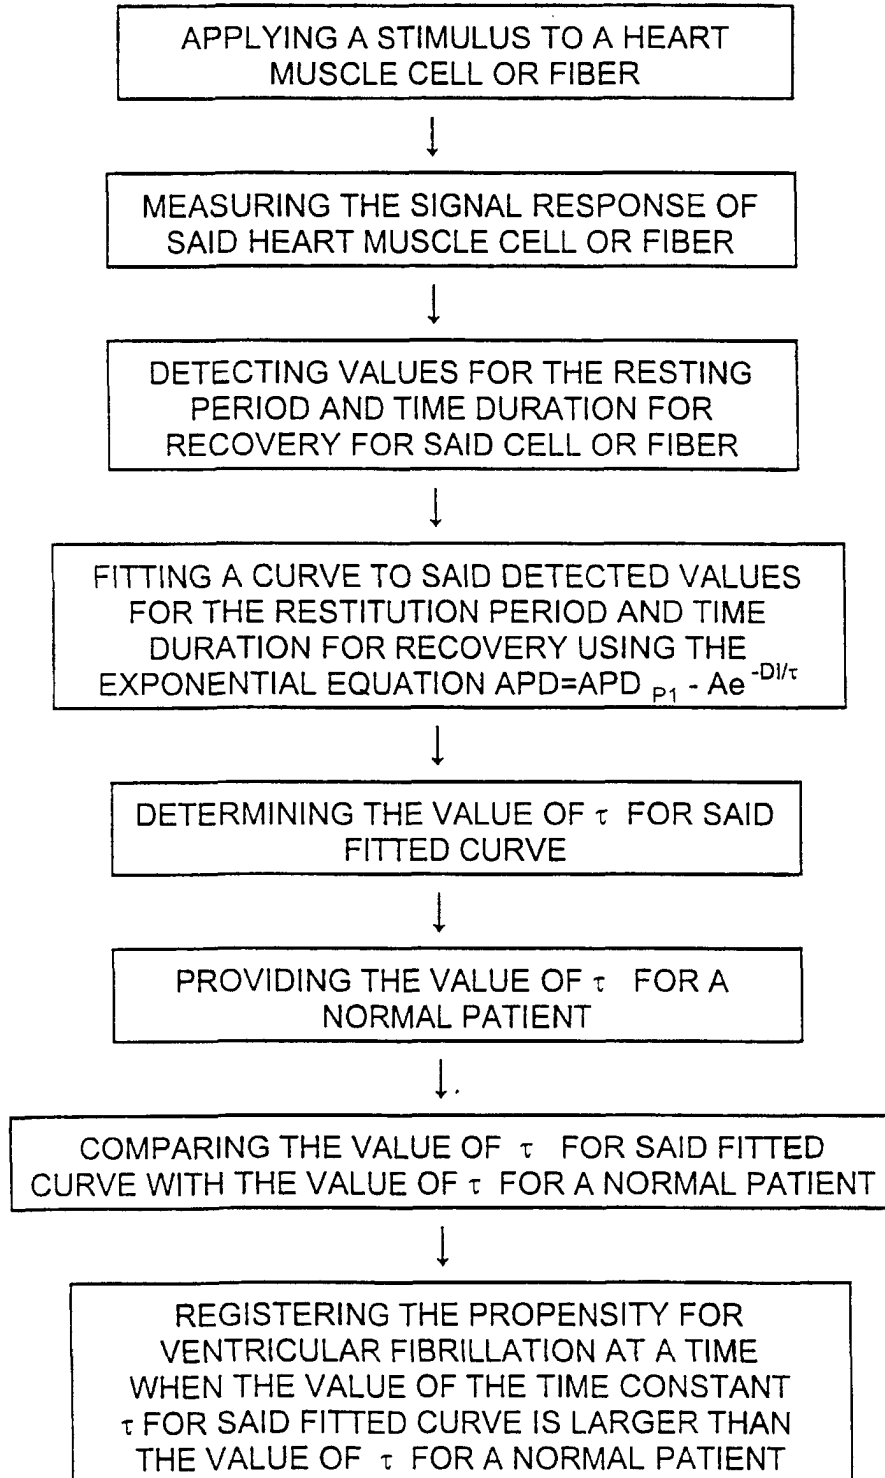 APPLYING A STIMULUS TO A HEART
MUSCLE CELL OR FIBER
↓
MEASURING THE SIGNAL RESPONSE OF
SAID HEART MUSCLE CELL OR FIBER
↓
DETECTING VALUES FOR THE RESTING
PERIOD AND TIME DURATION FOR
RECOVERY FOR SAID CELL OR FIBER
↓
FITTING A CURVE TO SAID DETECTED VALUES
FOR THE RESTITUTION PERIOD AND TIME
DURATION FOR RECOVERY USING THE
EXPONENTIAL EQUATION APD=APD P1 - Ae -DI/τ
↓
DETERMINING THE VALUE OF τ FOR SAID
FITTED CURVE
↓
PROVIDING THE VALUE OF τ FOR A
NORMAL PATIENT
↓
COMPARING THE VALUE OF τ FOR SAID FITTED
CURVE WITH THE VALUE OF τ FOR A NORMAL PATIENT
↓
REGISTERING THE PROPENSITY FOR
VENTRICULAR FIBRILLATION AT A TIME
WHEN THE VALUE OF THE TIME CONSTANT
τ FOR SAID FITTED CURVE IS LARGER THAN
THE VALUE OF τ FOR A NORMAL PATIENT